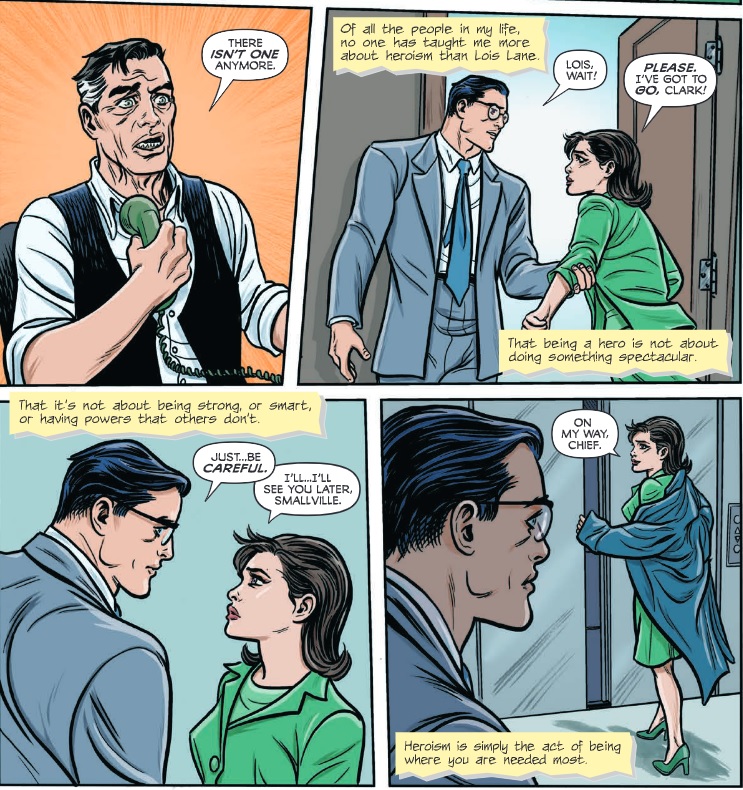 THERE
ISN'T ONE
ANYMORE.
Of all the people in my life,
no one has taught me more
about heroism than Lois Lane.
LOIS,
WAIT!
PLEASE.
I'VE GOT TO
GO, CLARK!
That being a hero is not about
doing something spectacular.
That it's not about being strong, or smart,
or having powers that others don't.
JUST...BE
CAREFUL.
I'LL...I'LL
SEE YOU LATER,
SMALLVILLE.
ON
MY WAY,
CHIEF.
Heroism is simply the act of being
where you are needed most.